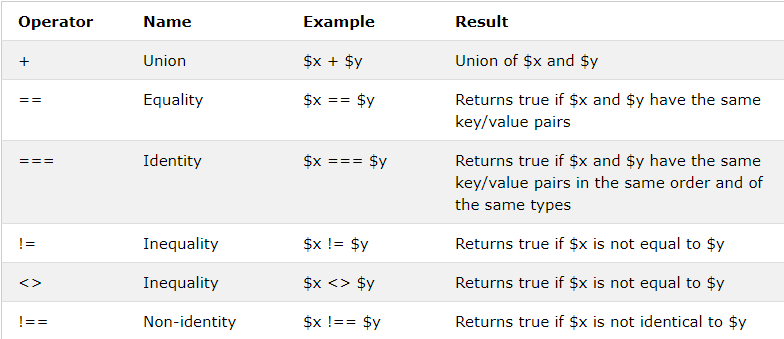 Operator Name Example Result
+ Union $x + $y Union of $x and $y
== Equality $x == $y Returns true if $x and $y have the same
key/value pairs
=== Identity $x === $y Returns true if $x and $y have the same
key/value pairs in the same order and of
the same types
!= Inequality $x != $y Returns true if $x is not equal to $y
<> Inequality $x <> $y Returns true if $x is not equal to $y
!== Non-identity $x !== $y Returns true if $x is not identical to $y